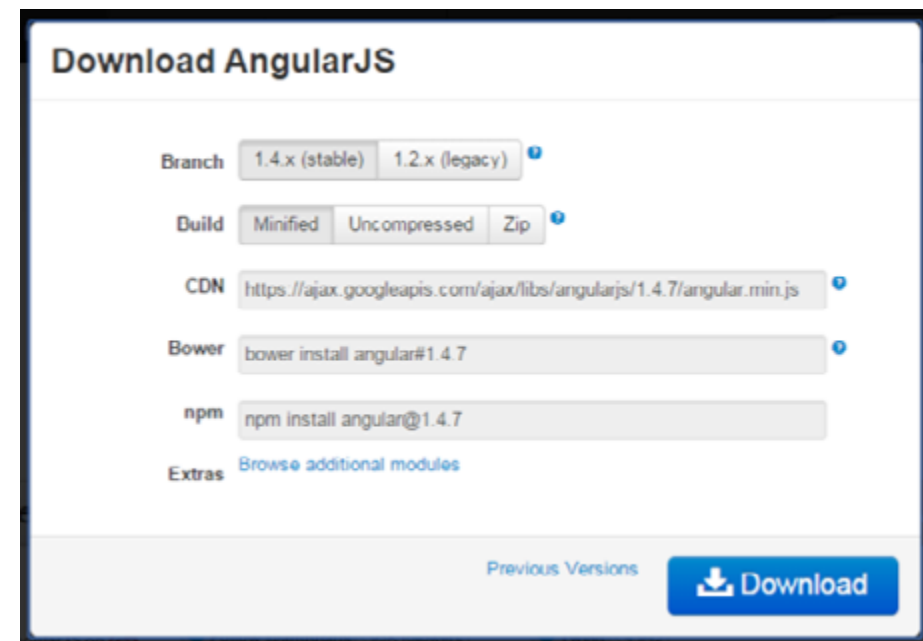 Download AngularJS
Branch 1.4.x (stable) 1.2.x (legacy) ?
Build Minified Uncompressed Zip ?
CDN https://ajax.googleapis.com/ajax/libs/angularjs/1.4.7/angular.min.js ?
Bower bower install angular#1.4.7 ?
npm npm install angular@1.4.7
Extras Browse additional modules
Previous Versions Download